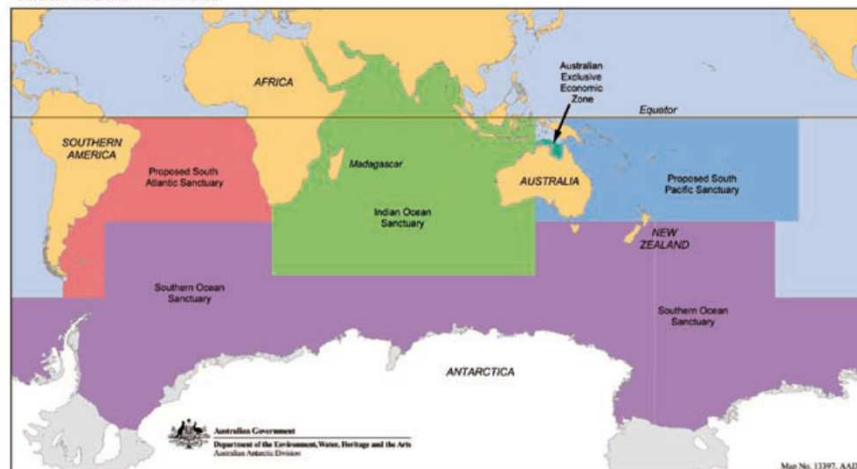 AFRICA
Australian
Exclusive
Economic
Zone
Equator
SOUTHERN
AMERICA
Proposed South
Atlantic Sanctuary
Madagascar
AUSTRALIA
Proposed South
Pacific Sanctuary
Indian Ocean
Sanctuary
NEW
ZEALAND
Southern Ocean
Sanctuary
Southern Ocean
Sanctuary
ANTARCTICA
Australian Government
Department of the Environment, Water, Heritage and the Arts
Australian Antarctic Division
Map No. 13397, AAD